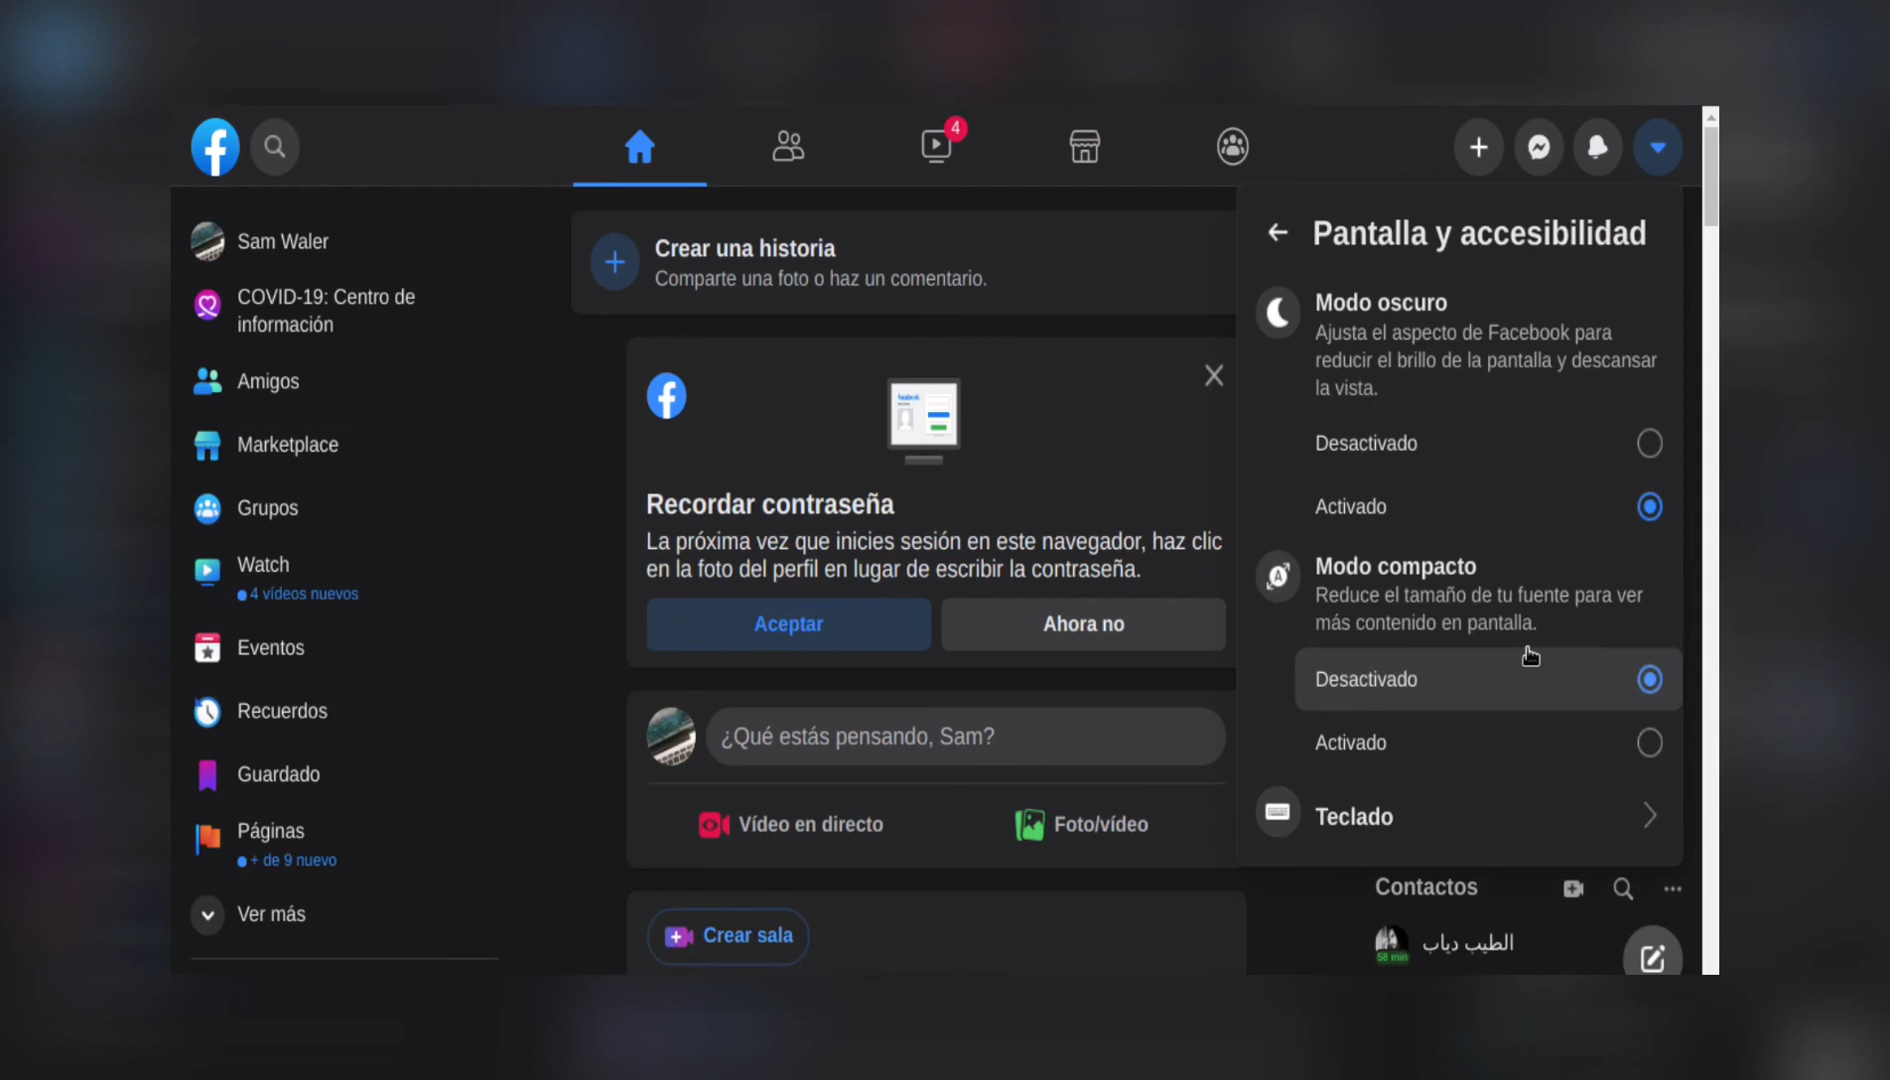 4
Sam Waler
COVID-19: Centro de
información
Amigos
Marketplace
Grupos
Watch
4 vídeos nuevos
Eventos
Recuerdos
Guardado
Páginas
+ de 9 nuevo
Ver más
Crear una historia
Comparte una foto o haz un comentario.
facebook
Recordar contraseña
La próxima vez que inicies sesión en este navegador, haz clic
en la foto del perfil en lugar de escribir la contraseña.
Aceptar
Ahora no
¿Qué estás pensando, Sam?
Vídeo en directo
Foto/vídeo
Crear sala
Pantalla y accesibilidad
Modo oscuro
Ajusta el aspecto de Facebook para
reducir el brillo de la pantalla y descansar
la vista.
Desactivado
Activado
Modo compacto
Reduce el tamaño de tu fuente para ver
más contenido en pantalla.
Desactivado
Activado
Teclado
Contactos
الطيب دياب
58 min